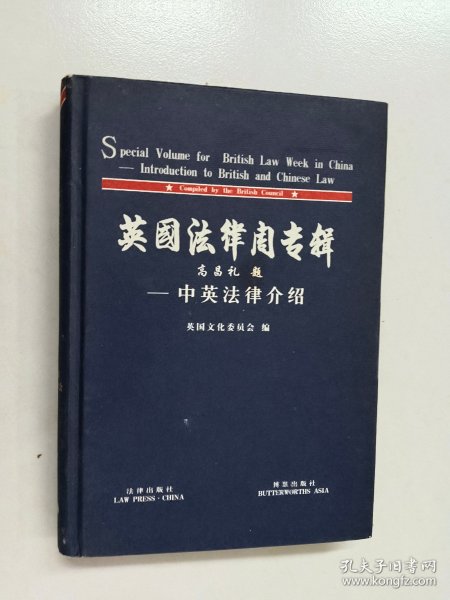 Special Volume for British Law Week in China
— Introduction to British and Chinese Law
★ Compiled by the British Council ★
英國法律周专辑
高昌礼 题
— 中英法律介绍
英国文化委员会 编
法律出版社
LAW PRESS·CHINA
博慧出版社
BUTTERWORTHS ASIA
孔夫子旧书网
www.kongfz.com